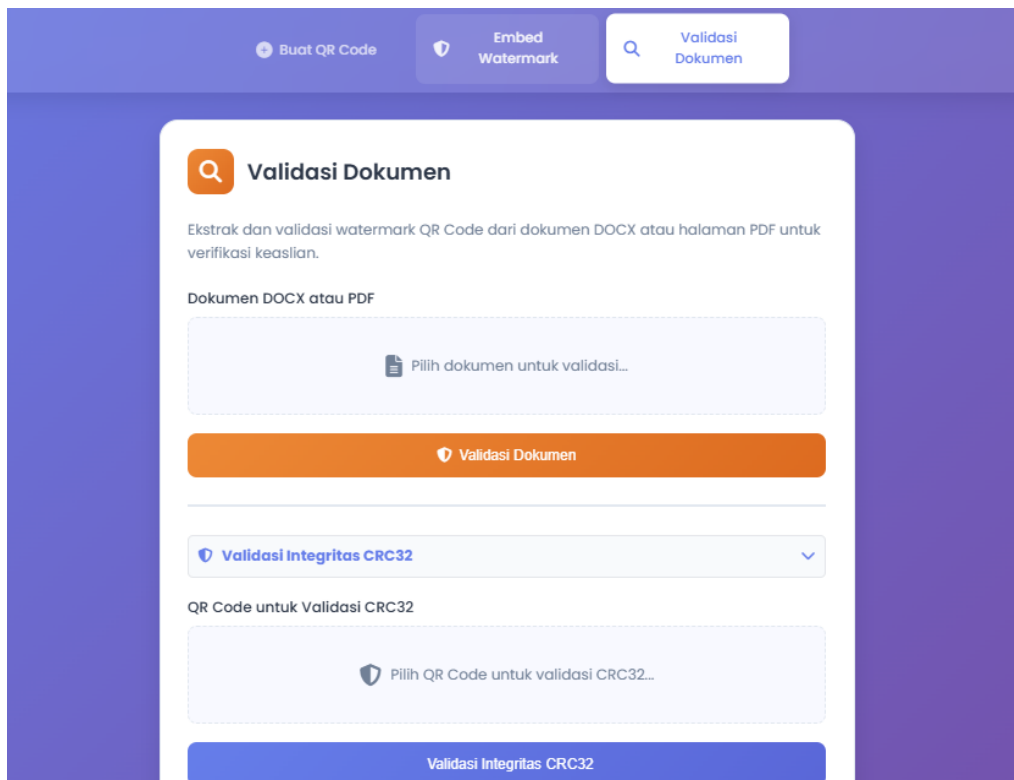 Buat QR Code
Embed
Watermark
Validasi
Dokumen
Validasi Dokumen
Ekstrak dan validasi watermark QR Code dari dokumen DOCX atau halaman PDF untuk
verifikasi keaslian.
Dokumen DOCX atau PDF
Pilih dokumen untuk validasi...
Validasi Dokumen
Validasi Integritas CRC32
QR Code untuk Validasi CRC32
Pilih QR Code untuk validasi CRC32...
Validasi Integritas CRC32